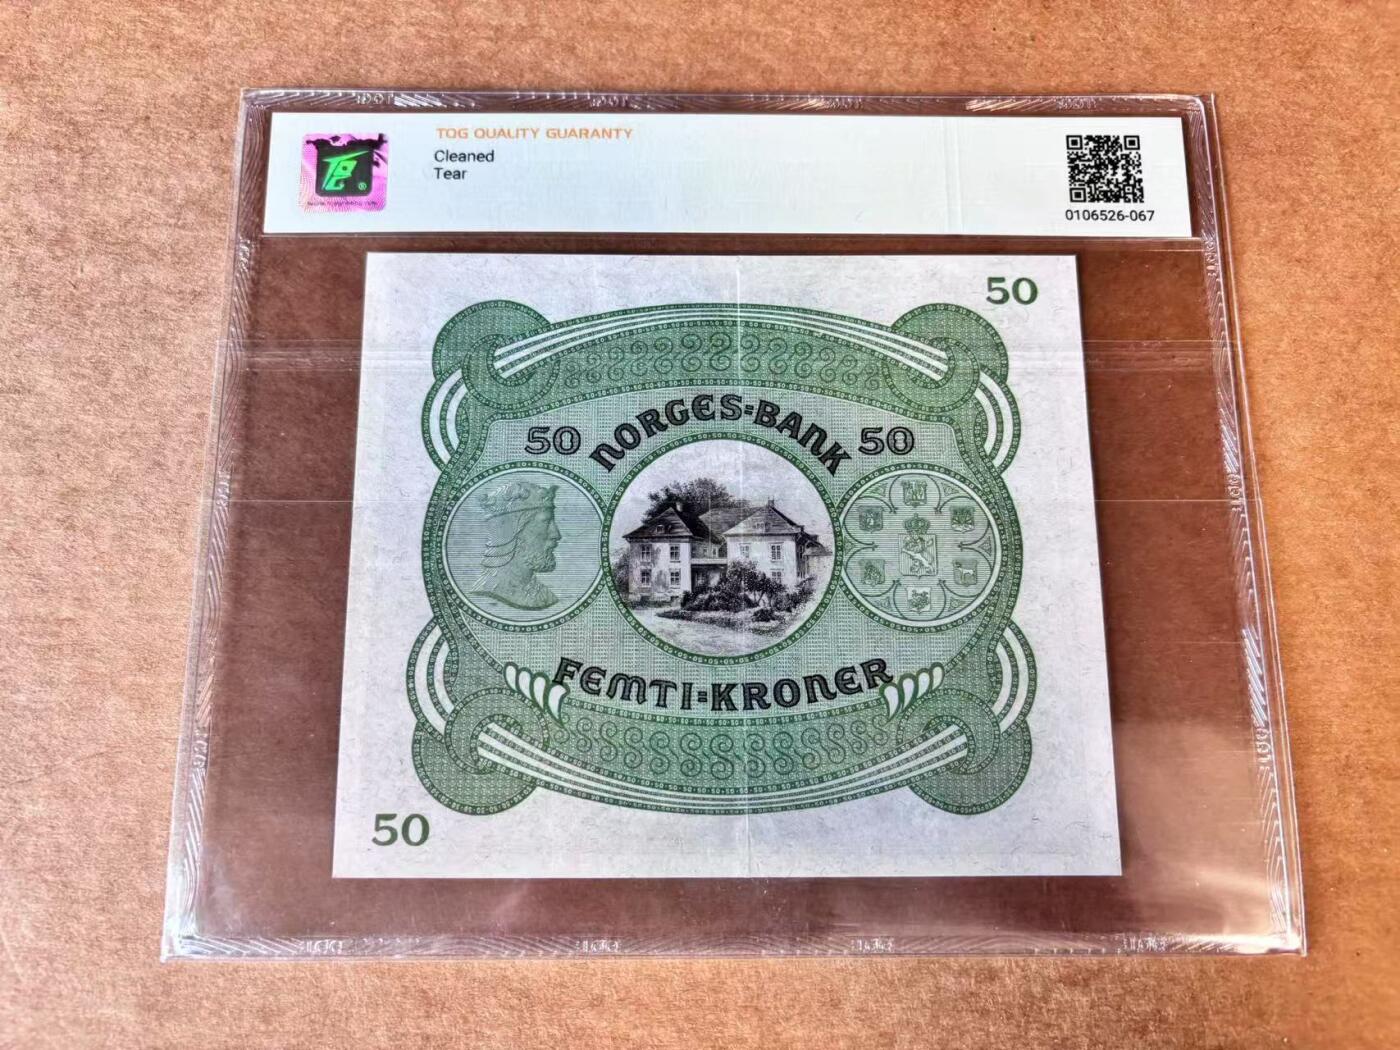 TQG QUALITY GUARANTY
Cleaned
Tear
0106526-067
50
NORGES=BANK
50
50
FEMTI=KRONER
50